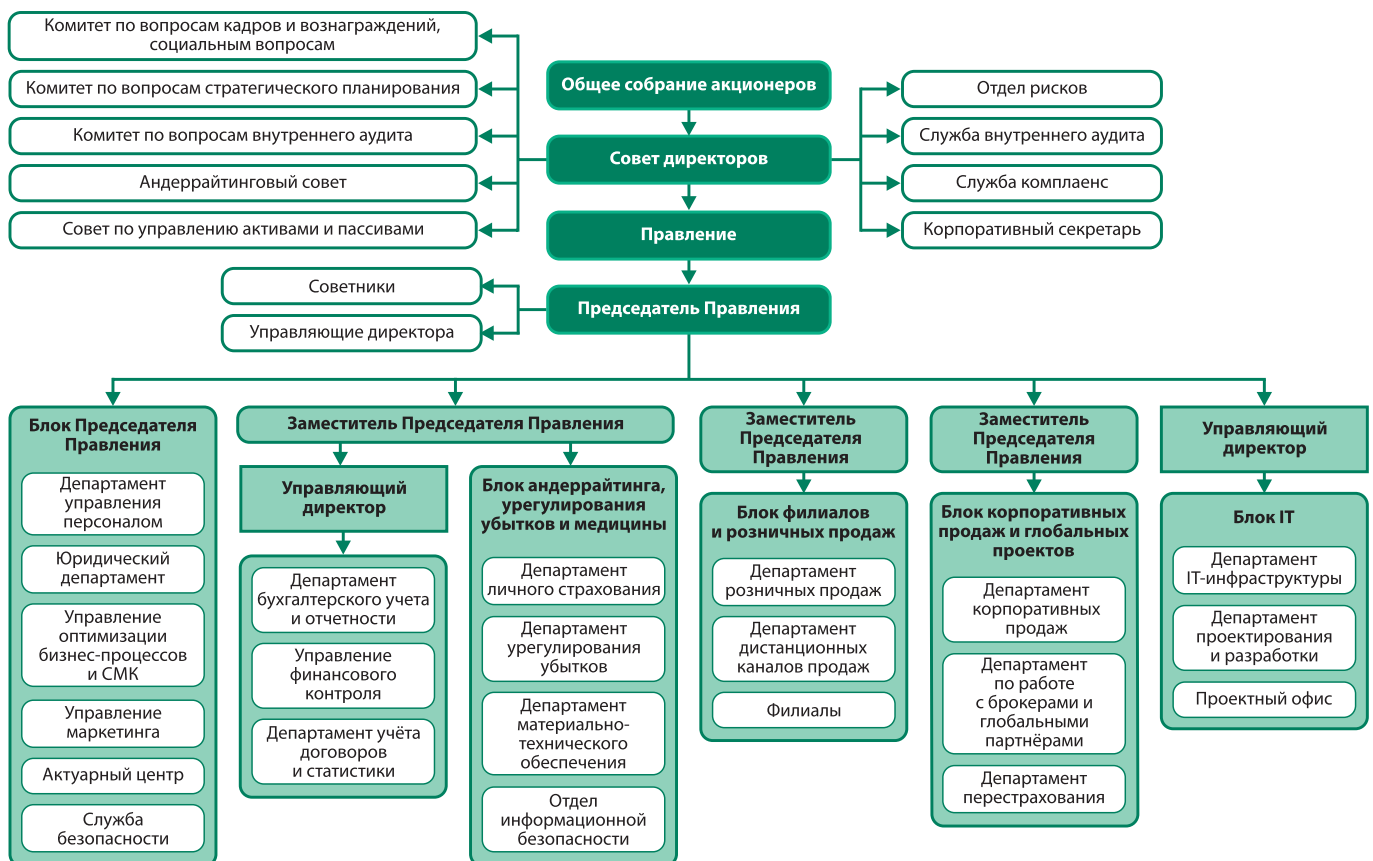 Комитет по вопросам кадров и вознаграждений,
социальным вопросам
Комитет по вопросам стратегического планирования
Комитет по вопросам внутреннего аудита
Андеррайтинговый совет
Совет по управлению активами и пассивами
Общее собрание акционеров
Совет директоров
Правление
Председатель Правления
Отдел рисков
Служба внутреннего аудита
Служба комплаенс
Корпоративный секретарь
Советники
Управляющие директора
Блок Председателя
Правления
Департамент
управления
персоналом
Юридический
департамент
Управление
оптимизации
бизнес-процессов
и СМК
Управление
маркетинга
Актуарный центр
Служба
безопасности
Заместитель Председателя Правления
Управляющий
директор
Департамент
бухгалтерского учета
и отчетности
Управление
финансового
контроля
Департамент учёта
договоров
и статистики
Блок андеррайтинга,
урегулирования
убытков и медицины
Департамент
личного страхования
Департамент
урегулирования
убытков
Департамент
материально-
технического
обеспечения
Отдел
информационной
безопасности
Заместитель
Председателя
Правления
Блок филиалов
и розничных продаж
Департамент
розничных продаж
Департамент
дистанционных
каналов продаж
Филиалы
Заместитель
Председателя
Правления
Блок корпоративных
продаж и глобальных
проектов
Департамент
корпоративных
продаж
Департамент
по работе
с брокерами и
глобальными
партнёрами
Департамент
перестрахования
Управляющий
директор
Блок IT
Департамент
IT-инфраструктуры
Департамент
проектирования
и разработки
Проектный офис